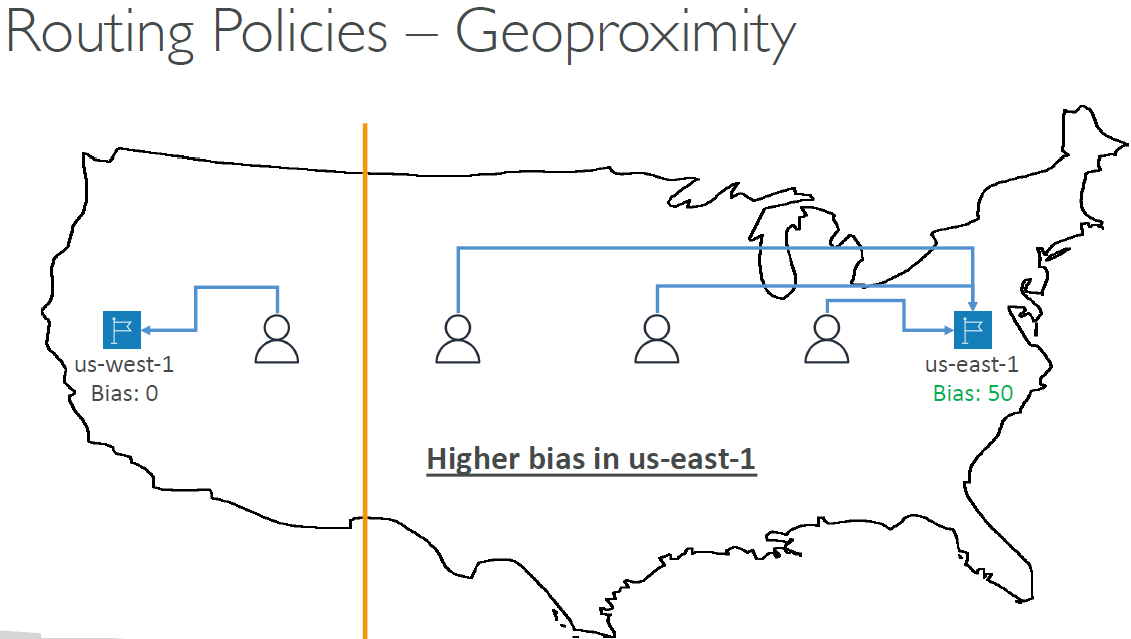 Routing Policies – Geoproximity
us-west-1
Bias: 0
us-east-1
Bias: 50
Higher bias in us-east-1